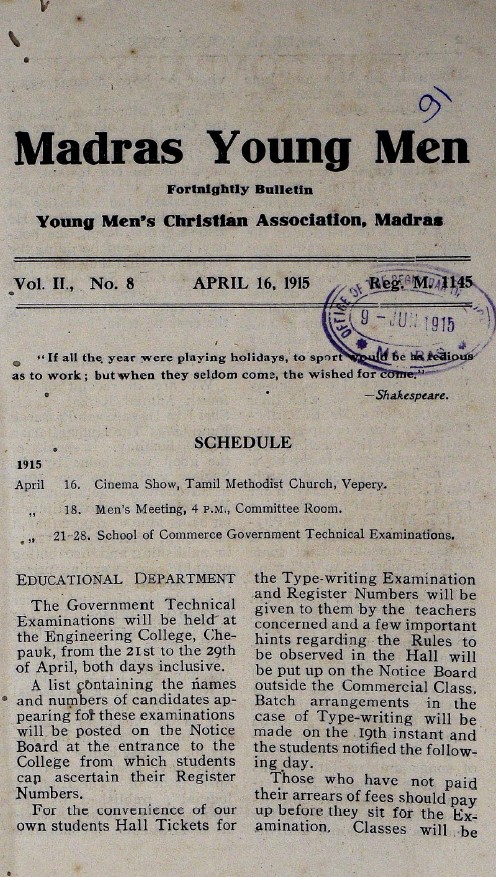 91
Madras Young Men
Fortnightly Bulletin
Young Men's Christian Association, Madras
Vol. II., No. 8 APRIL 16, 1915 Reg. M. 1145
OFFICE OF THE REGISTRAR OF
9 - JUN 1915
MADRAS
"If all the year were playing holidays, to sport would be as tedious
as to work; but when they seldom come, the wished for come."
—Shakespeare.
SCHEDULE
1915
April 16. Cinema Show, Tamil Methodist Church, Vepery.
„ 18. Men's Meeting, 4 P.M., Committee Room.
„ 21-28. School of Commerce Government Technical Examinations.
EDUCATIONAL DEPARTMENT
The Government Technical
Examinations will be held at
the Engineering College, Che-
pauk, from the 21st to the 29th
of April, both days inclusive.
A list containing the names
and numbers of candidates ap-
pearing for these examinations
will be posted on the Notice
Board at the entrance to the
College from which students
can ascertain their Register
Numbers.
For the convenience of our
own students Hall Tickets for
the Type-writing Examination
and Register Numbers will be
given to them by the teachers
concerned and a few important
hints regarding the Rules to
be observed in the Hall will
be put up on the Notice Board
outside the Commercial Class.
Batch arrangements in the
case of Type-writing will be
made on the 19th instant and
the students notified the follow-
ing day.
Those who have not paid
their arrears of fees should pay
up before they sit for the Ex-
amination. Classes will be